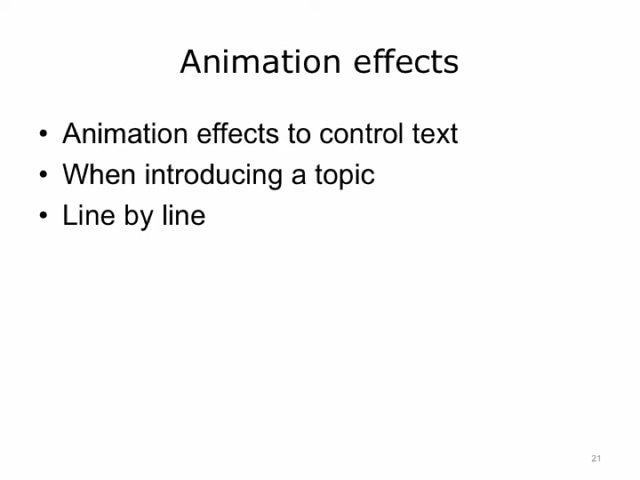 Animation effects
• Animation effects to control text
• When introducing a topic
• Line by line
21